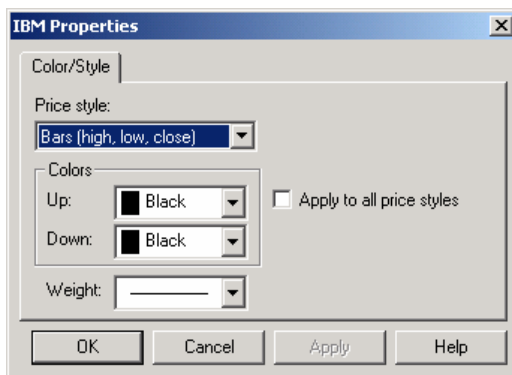 IBM Properties
Color/Style
Price style:
Bars (high, low, close)
Colors
Up: Black
Apply to all price styles
Down: Black
Weight:
OK Cancel Apply Help